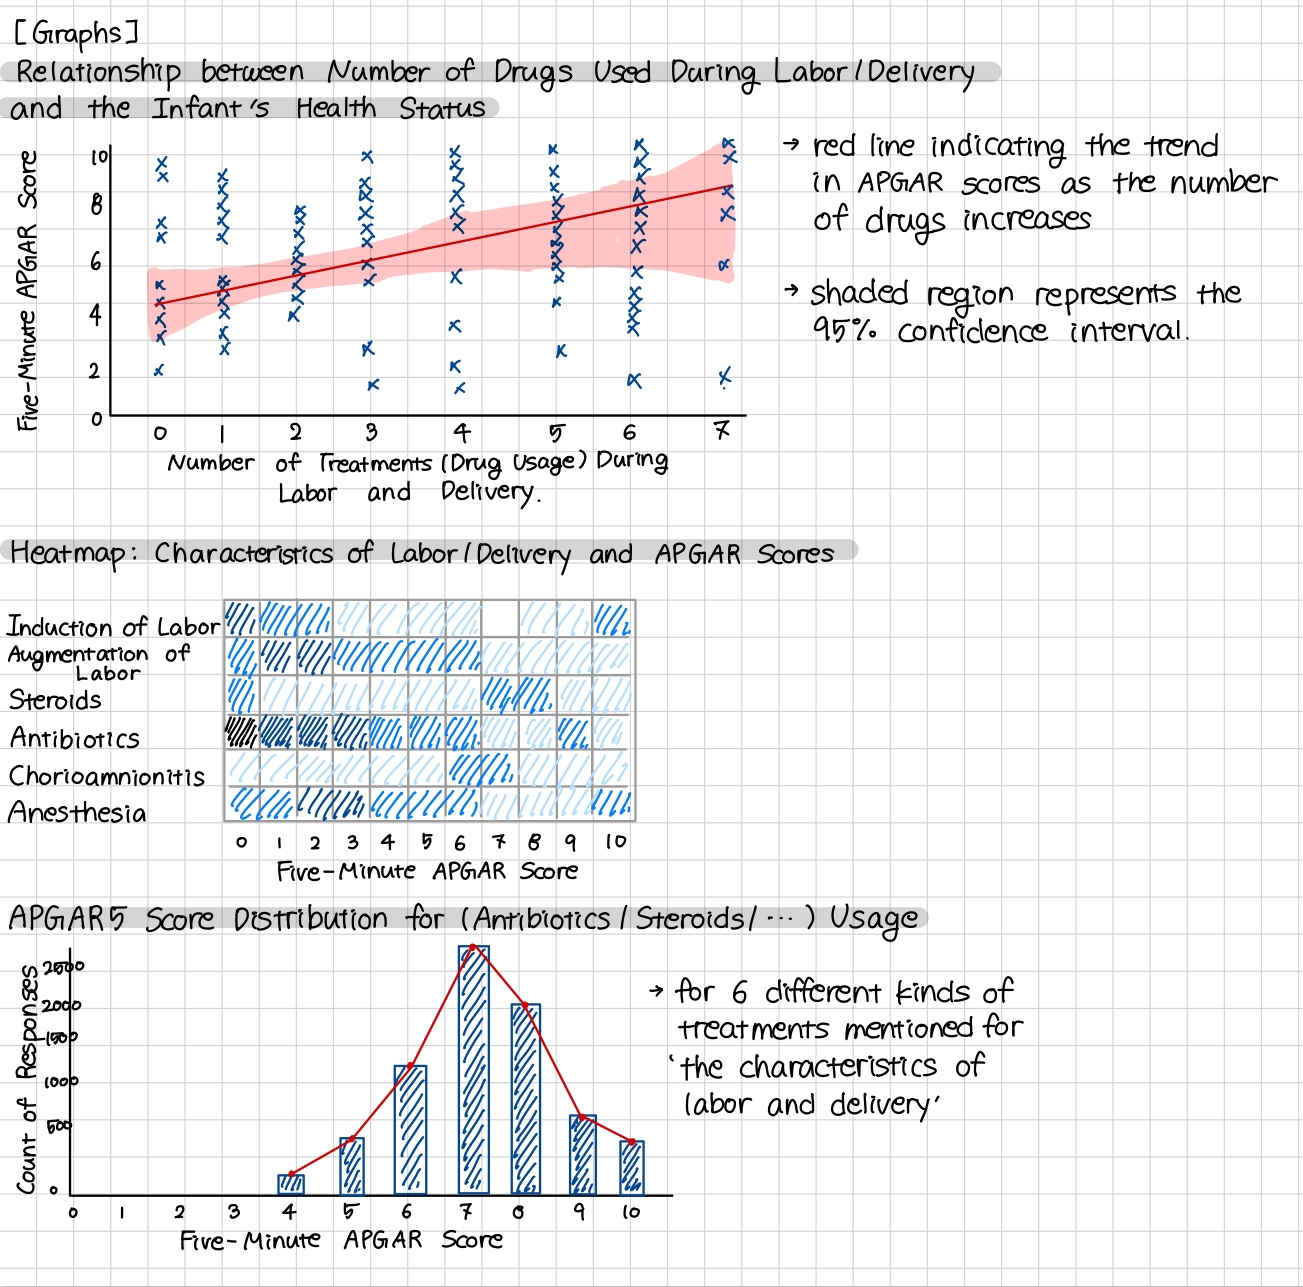 [Graphs]
Relationship between Number of Drugs Used During Labor/Delivery
and the Infant's Health Status
Five-Minute APGAR Score
10
8
6
4
2
0
0 1 2 3 4 5 6 7
Number of Treatments (Drug Usage) During
Labor and Delivery.
→ red line indicating the trend
in APGAR scores as the number
of drugs increases
→ shaded region represents the
95% confidence interval.
Heatmap: Characteristics of Labor/Delivery and APGAR Scores
Induction of Labor
Augmentation of
Labor
Steroids
Antibiotics
Chorioamnionitis
Anesthesia
0 1 2 3 4 5 6 7 8 9 10
Five-Minute APGAR Score
APGAR5 Score Distribution for (Antibiotics/Steroids/...) Usage
Count of Responses
2500
2000
1500
1000
500
0
0 1 2 3 4 5 6 7 8 9 10
Five-Minute APGAR Score
→ for 6 different kinds of
treatments mentioned for
'the characteristics of
labor and delivery'